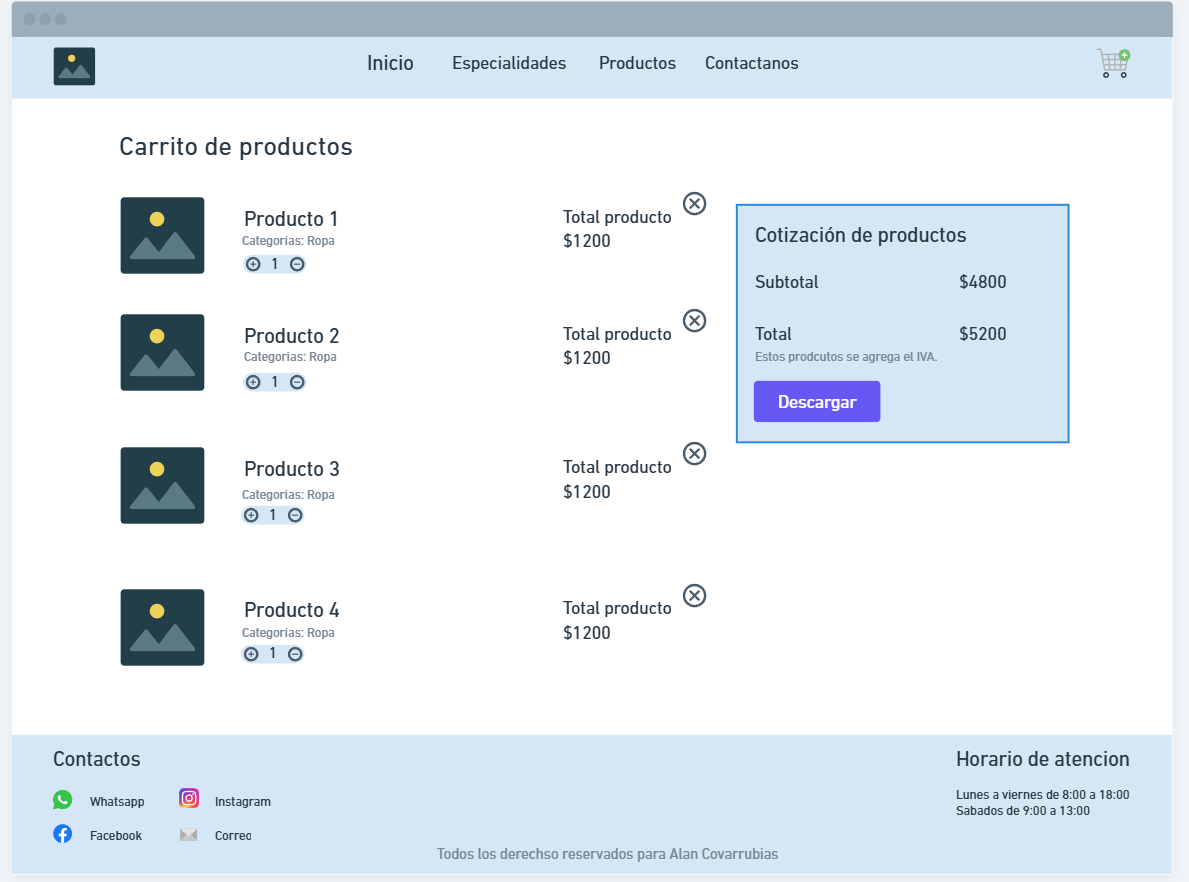 Inicio Especialidades Productos Contactanos
Carrito de productos
Producto 1
Categorias: Ropa
1
Total producto
$1200
Producto 2
Categorias: Ropa
1
Total producto
$1200
Producto 3
Categorias: Ropa
1
Total producto
$1200
Producto 4
Categorias: Ropa
1
Total producto
$1200
Cotización de productos
Subtotal $4800
Total $5200
Estos prodcutos se agrega el IVA.
Descargar
Contactos
Whatsapp Instagram
Facebook Correo
Horario de atencion
Lunes a viernes de 8:00 a 18:00
Sabados de 9:00 a 13:00
Todos los derechso reservados para Alan Covarrubias